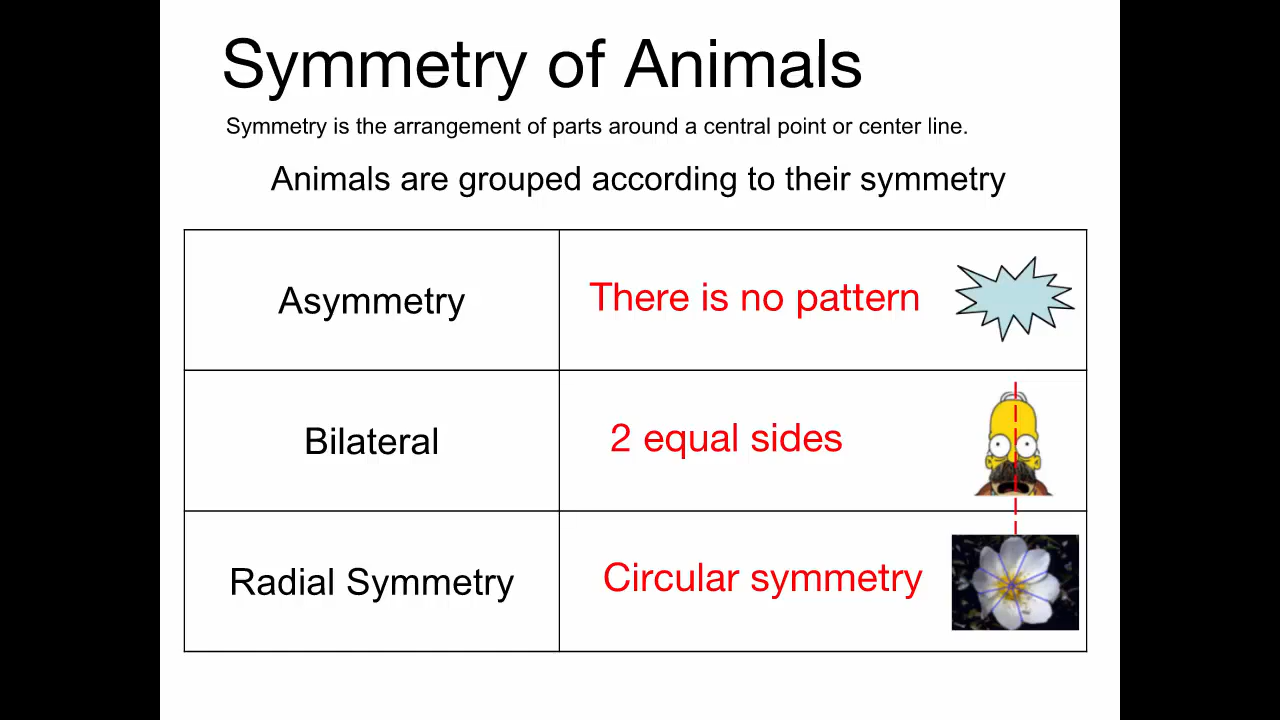 Symmetry of Animals
Symmetry is the arrangement of parts around a central point or center line.
Animals are grouped according to their symmetry
Asymmetry
There is no pattern
Bilateral
2 equal sides
Radial Symmetry
Circular symmetry